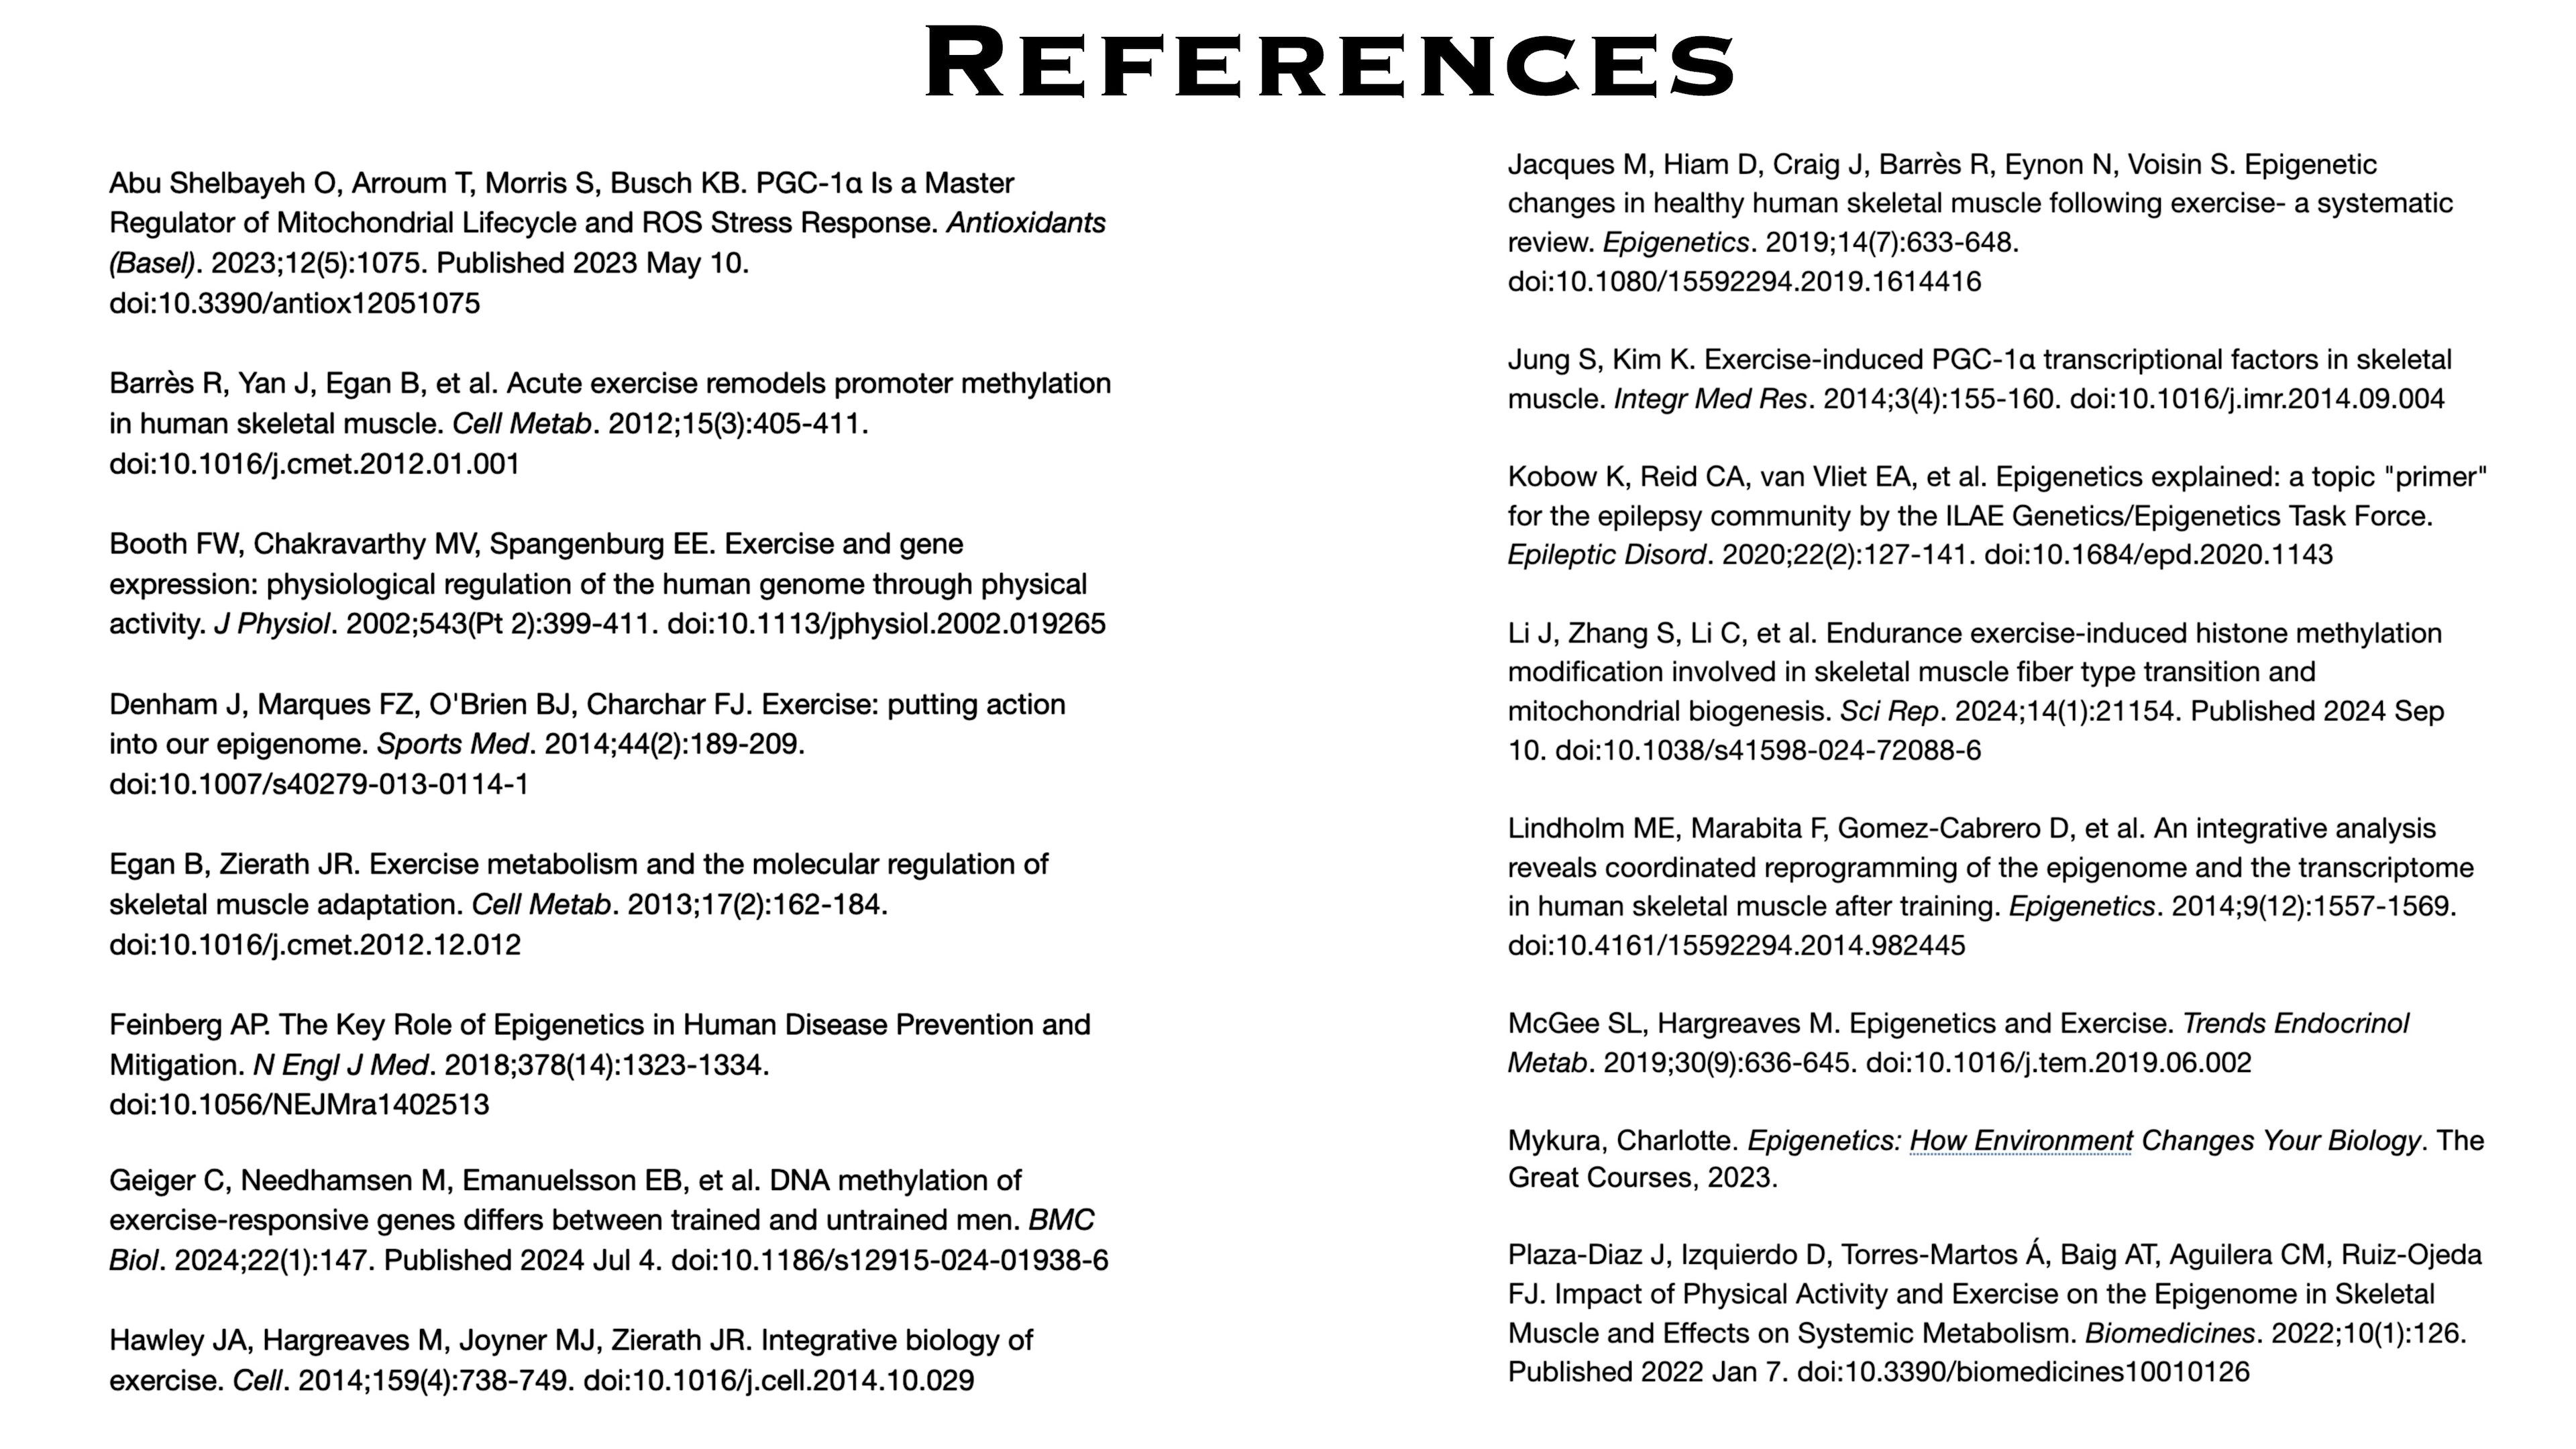 REFERENCES
Abu Shelbayeh O, Arroum T, Morris S, Busch KB. PGC-1α Is a Master
Regulator of Mitochondrial Lifecycle and ROS Stress Response. Antioxidants
(Basel). 2023;12(5):1075. Published 2023 May 10.
doi:10.3390/antiox12051075
Barrès R, Yan J, Egan B, et al. Acute exercise remodels promoter methylation
in human skeletal muscle. Cell Metab. 2012;15(3):405-411.
doi:10.1016/j.cmet.2012.01.001
Booth FW, Chakravarthy MV, Spangenburg EE. Exercise and gene
expression: physiological regulation of the human genome through physical
activity. J Physiol. 2002;543(Pt 2):399-411. doi:10.1113/jphysiol.2002.019265
Denham J, Marques FZ, O'Brien BJ, Charchar FJ. Exercise: putting action
into our epigenome. Sports Med. 2014;44(2):189-209.
doi:10.1007/s40279-013-0114-1
Egan B, Zierath JR. Exercise metabolism and the molecular regulation of
skeletal muscle adaptation. Cell Metab. 2013;17(2):162-184.
doi:10.1016/j.cmet.2012.12.012
Feinberg AP. The Key Role of Epigenetics in Human Disease Prevention and
Mitigation. N Engl J Med. 2018;378(14):1323-1334.
doi:10.1056/NEJMra1402513
Geiger C, Needhamsen M, Emanuelsson EB, et al. DNA methylation of
exercise-responsive genes differs between trained and untrained men. BMC
Biol. 2024;22(1):147. Published 2024 Jul 4. doi:10.1186/s12915-024-01938-6
Hawley JA, Hargreaves M, Joyner MJ, Zierath JR. Integrative biology of
exercise. Cell. 2014;159(4):738-749. doi:10.1016/j.cell.2014.10.029
Jacques M, Hiam D, Craig J, Barrès R, Eynon N, Voisin S. Epigenetic
changes in healthy human skeletal muscle following exercise- a systematic
review. Epigenetics. 2019;14(7):633-648.
doi:10.1080/15592294.2019.1614416
Jung S, Kim K. Exercise-induced PGC-1α transcriptional factors in skeletal
muscle. Integr Med Res. 2014;3(4):155-160. doi:10.1016/j.imr.2014.09.004
Kobow K, Reid CA, van Vliet EA, et al. Epigenetics explained: a topic "primer"
for the epilepsy community by the ILAE Genetics/Epigenetics Task Force.
Epileptic Disord. 2020;22(2):127-141. doi:10.1684/epd.2020.1143
Li J, Zhang S, Li C, et al. Endurance exercise-induced histone methylation
modification involved in skeletal muscle fiber type transition and
mitochondrial biogenesis. Sci Rep. 2024;14(1):21154. Published 2024 Sep
10. doi:10.1038/s41598-024-72088-6
Lindholm ME, Marabita F, Gomez-Cabrero D, et al. An integrative analysis
reveals coordinated reprogramming of the epigenome and the transcriptome
in human skeletal muscle after training. Epigenetics. 2014;9(12):1557-1569.
doi:10.4161/15592294.2014.982445
McGee SL, Hargreaves M. Epigenetics and Exercise. Trends Endocrinol
Metab. 2019;30(9):636-645. doi:10.1016/j.tem.2019.06.002
Mykura, Charlotte. Epigenetics: How Environment Changes Your Biology. The
Great Courses, 2023.
Plaza-Diaz J, Izquierdo D, Torres-Martos Á, Baig AT, Aguilera CM, Ruiz-Ojeda
FJ. Impact of Physical Activity and Exercise on the Epigenome in Skeletal
Muscle and Effects on Systemic Metabolism. Biomedicines. 2022;10(1):126.
Published 2022 Jan 7. doi:10.3390/biomedicines10010126